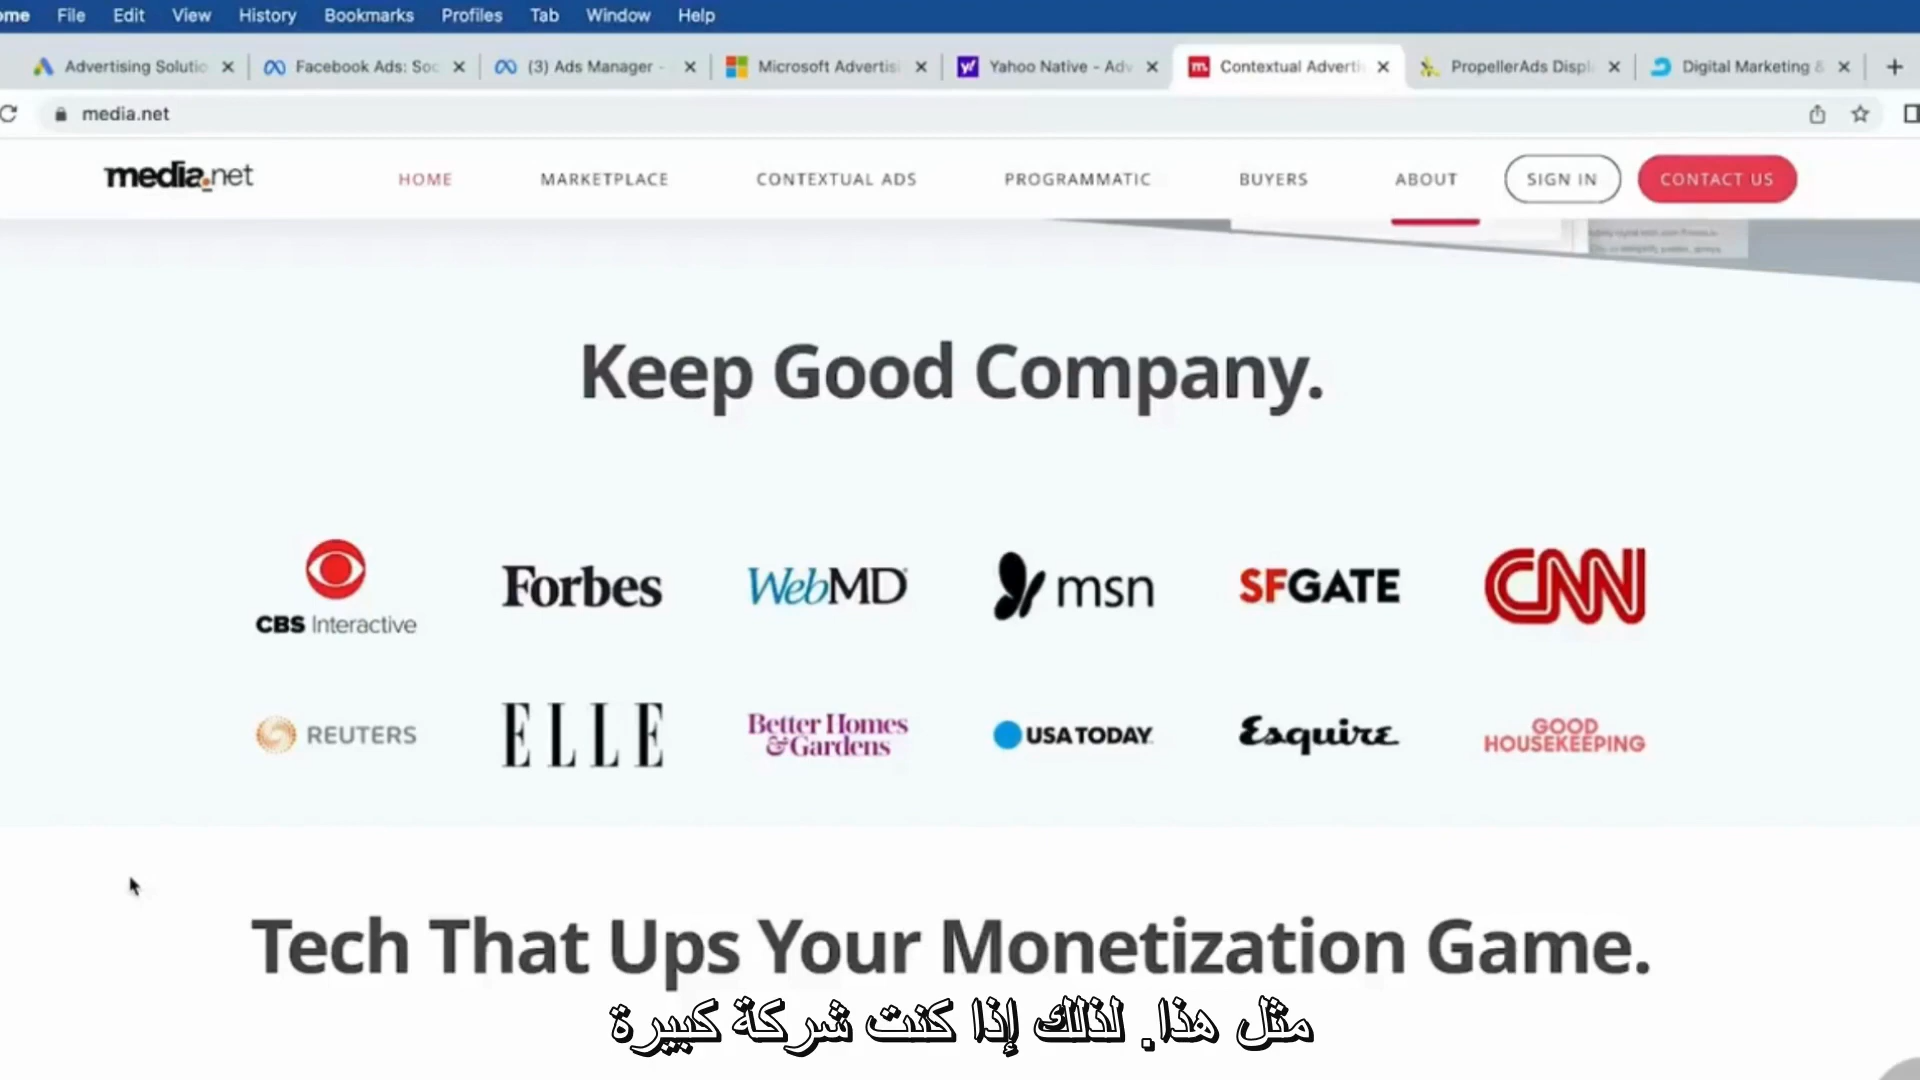 ome File Edit View History Bookmarks Profiles Tab Window Help
Advertising Solutio Facebook Ads: Soc (3) Ads Manager - Microsoft Advertisi Yahoo Native - Adv Contextual Adverti PropellerAds Displ Digital Marketing &
media.net
media.net HOME MARKETPLACE CONTEXTUAL ADS PROGRAMMATIC BUYERS ABOUT SIGN IN CONTACT US
Keep Good Company.
CBS Interactive Forbes WebMD msn SFGATE CNN
REUTERS ELLE Better Homes & Gardens USA TODAY Esquire GOOD HOUSEKEEPING
Tech That Ups Your Monetization Game.
مثل هذا. لذلك إذا كنت شركة كبيرة